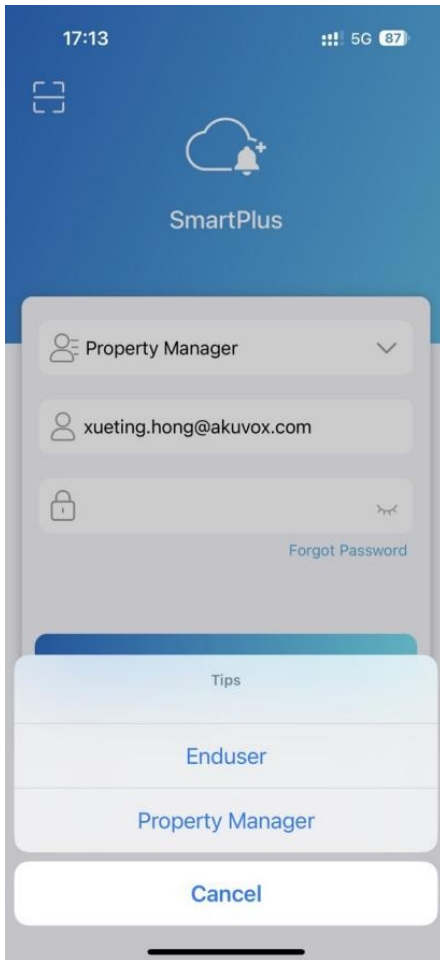 17:13
5G 87
SmartPlus
Property Manager
xueting.hong@akuvox.com
Forgot Password
Tips
Enduser
Property Manager
Cancel